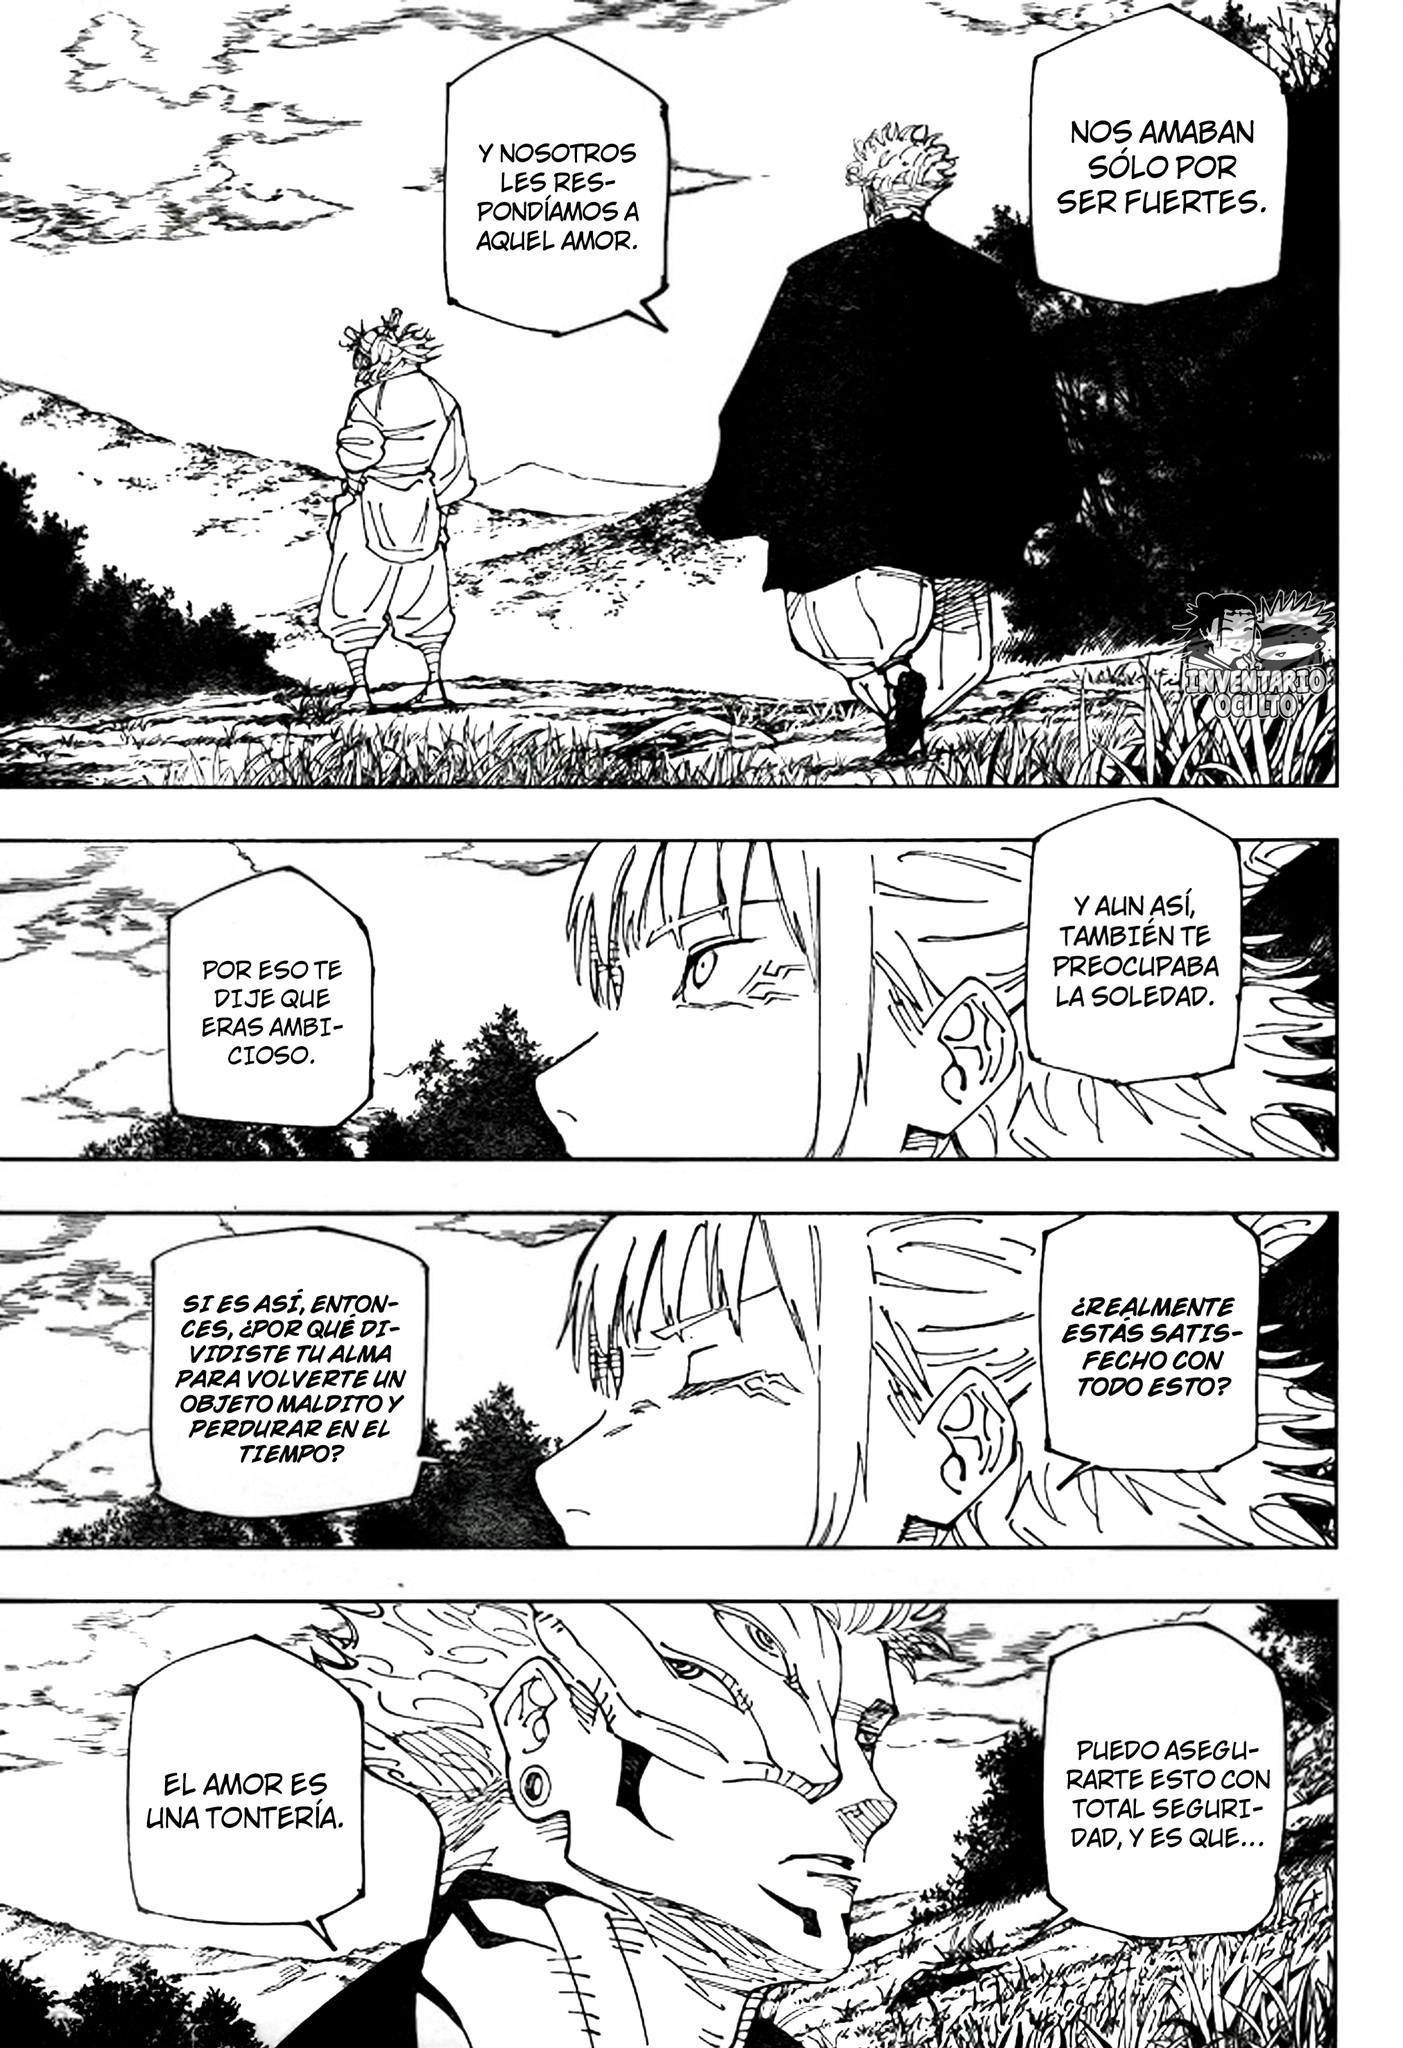 NOS AMABAN
SÓLO POR
SER FUERTES.
Y NOSOTROS
LES RES-
PONDÍAMOS A
AQUEL AMOR.
INVENTARIO
OCULTO
Y AUN ASÍ,
TAMBIÉN TE
PREOCUPABA
LA SOLEDAD.
POR ESO TE
DIJE QUE
ERAS AMBI-
CIOSO.
¿REALMENTE
ESTÁS SATIS-
FECHO CON
TODO ESTO?
SI ES ASÍ, ENTON-
CES, ¿POR QUÉ DI-
VIDISTE TU ALMA
PARA VOLVERTE UN
OBJETO MALDITO Y
PERDURAR EN EL
TIEMPO?
PUEDO ASEGU-
RARTE ESTO CON
TOTAL SEGURI-
DAD, Y ES QUE...
EL AMOR ES
UNA TONTERÍA.